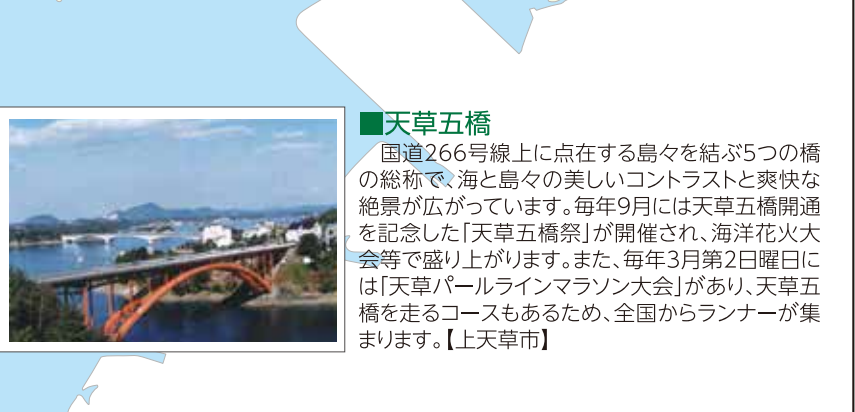 ■天草五橋
　国道266号線上に点在する島々を結ぶ5つの橋
の総称で、海と島々の美しいコントラストと爽快な
絶景が広がっています。毎年9月には天草五橋開通
を記念した「天草五橋祭」が開催され、海洋花火大
会等で盛り上がります。また、毎年3月第2日曜日に
は「天草パールラインマラソン大会」があり、天草五
橋を走るコースもあるため、全国からランナーが集
まります。【上天草市】